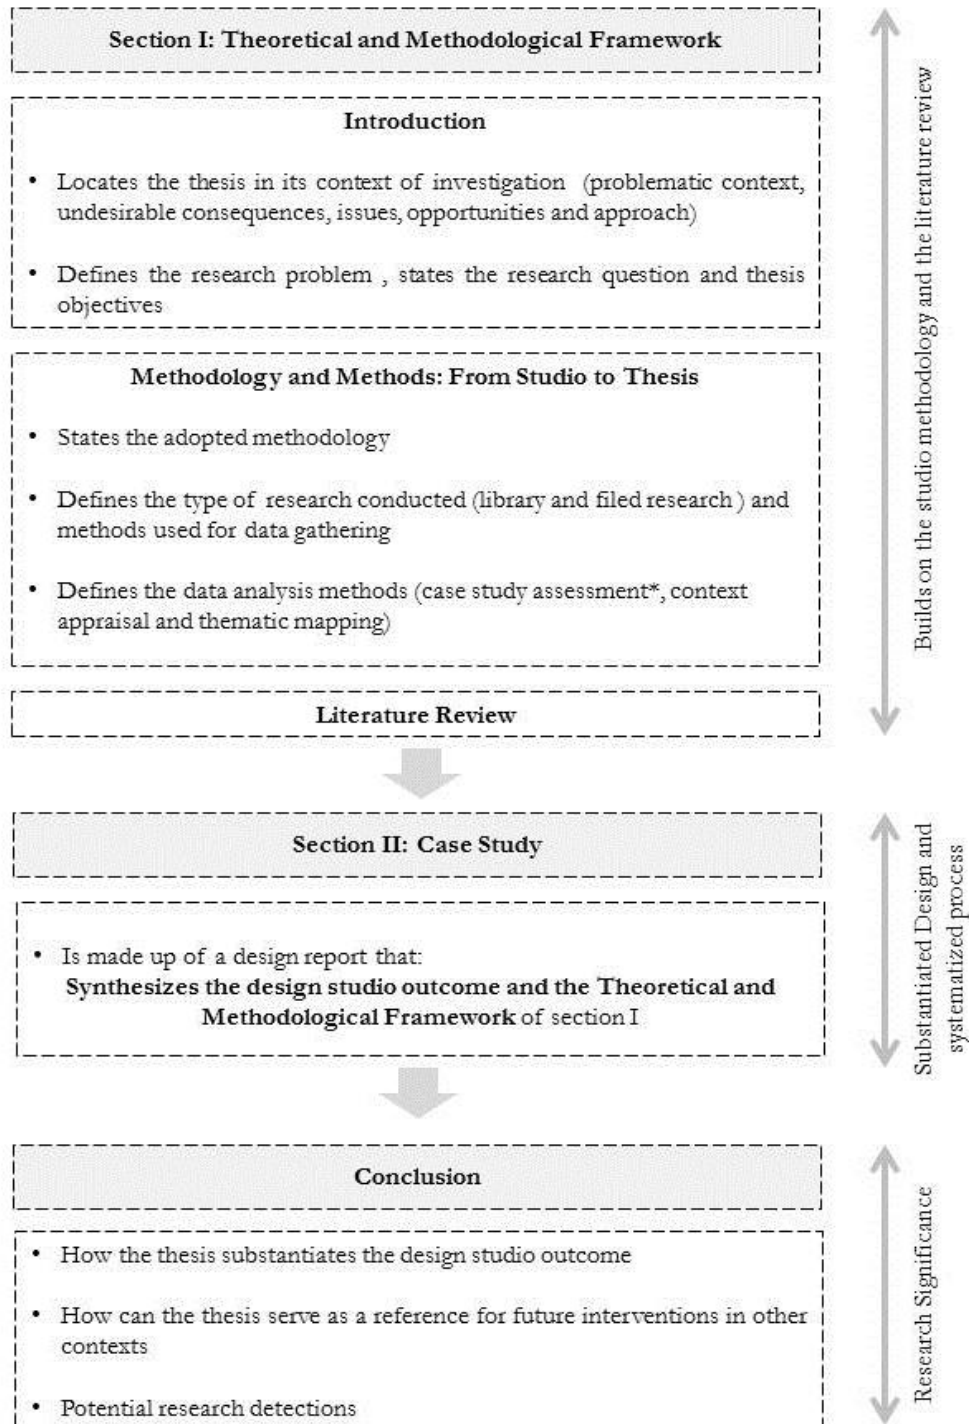 Section I: Theoretical and Methodological Framework
Introduction
• Locates the thesis in its context of investigation (problematic context,
undesirable consequences, issues, opportunities and approach)
• Defines the research problem , states the research question and thesis
objectives
Methodology and Methods: From Studio to Thesis
• States the adopted methodology
• Defines the type of research conducted (library and filed research ) and
methods used for data gathering
• Defines the data analysis methods (case study assessment*, context
appraisal and thematic mapping)
Literature Review
Builds on the studio methodology and the literature review
Section II: Case Study
• Is made up of a design report that:
Synthesizes the design studio outcome and the Theoretical and
Methodological Framework of section I
Substantiated Design and
systematized process
Conclusion
• How the thesis substantiates the design studio outcome
• How can the thesis serve as a reference for future interventions in other
contexts
• Potential research detections
Research Significance